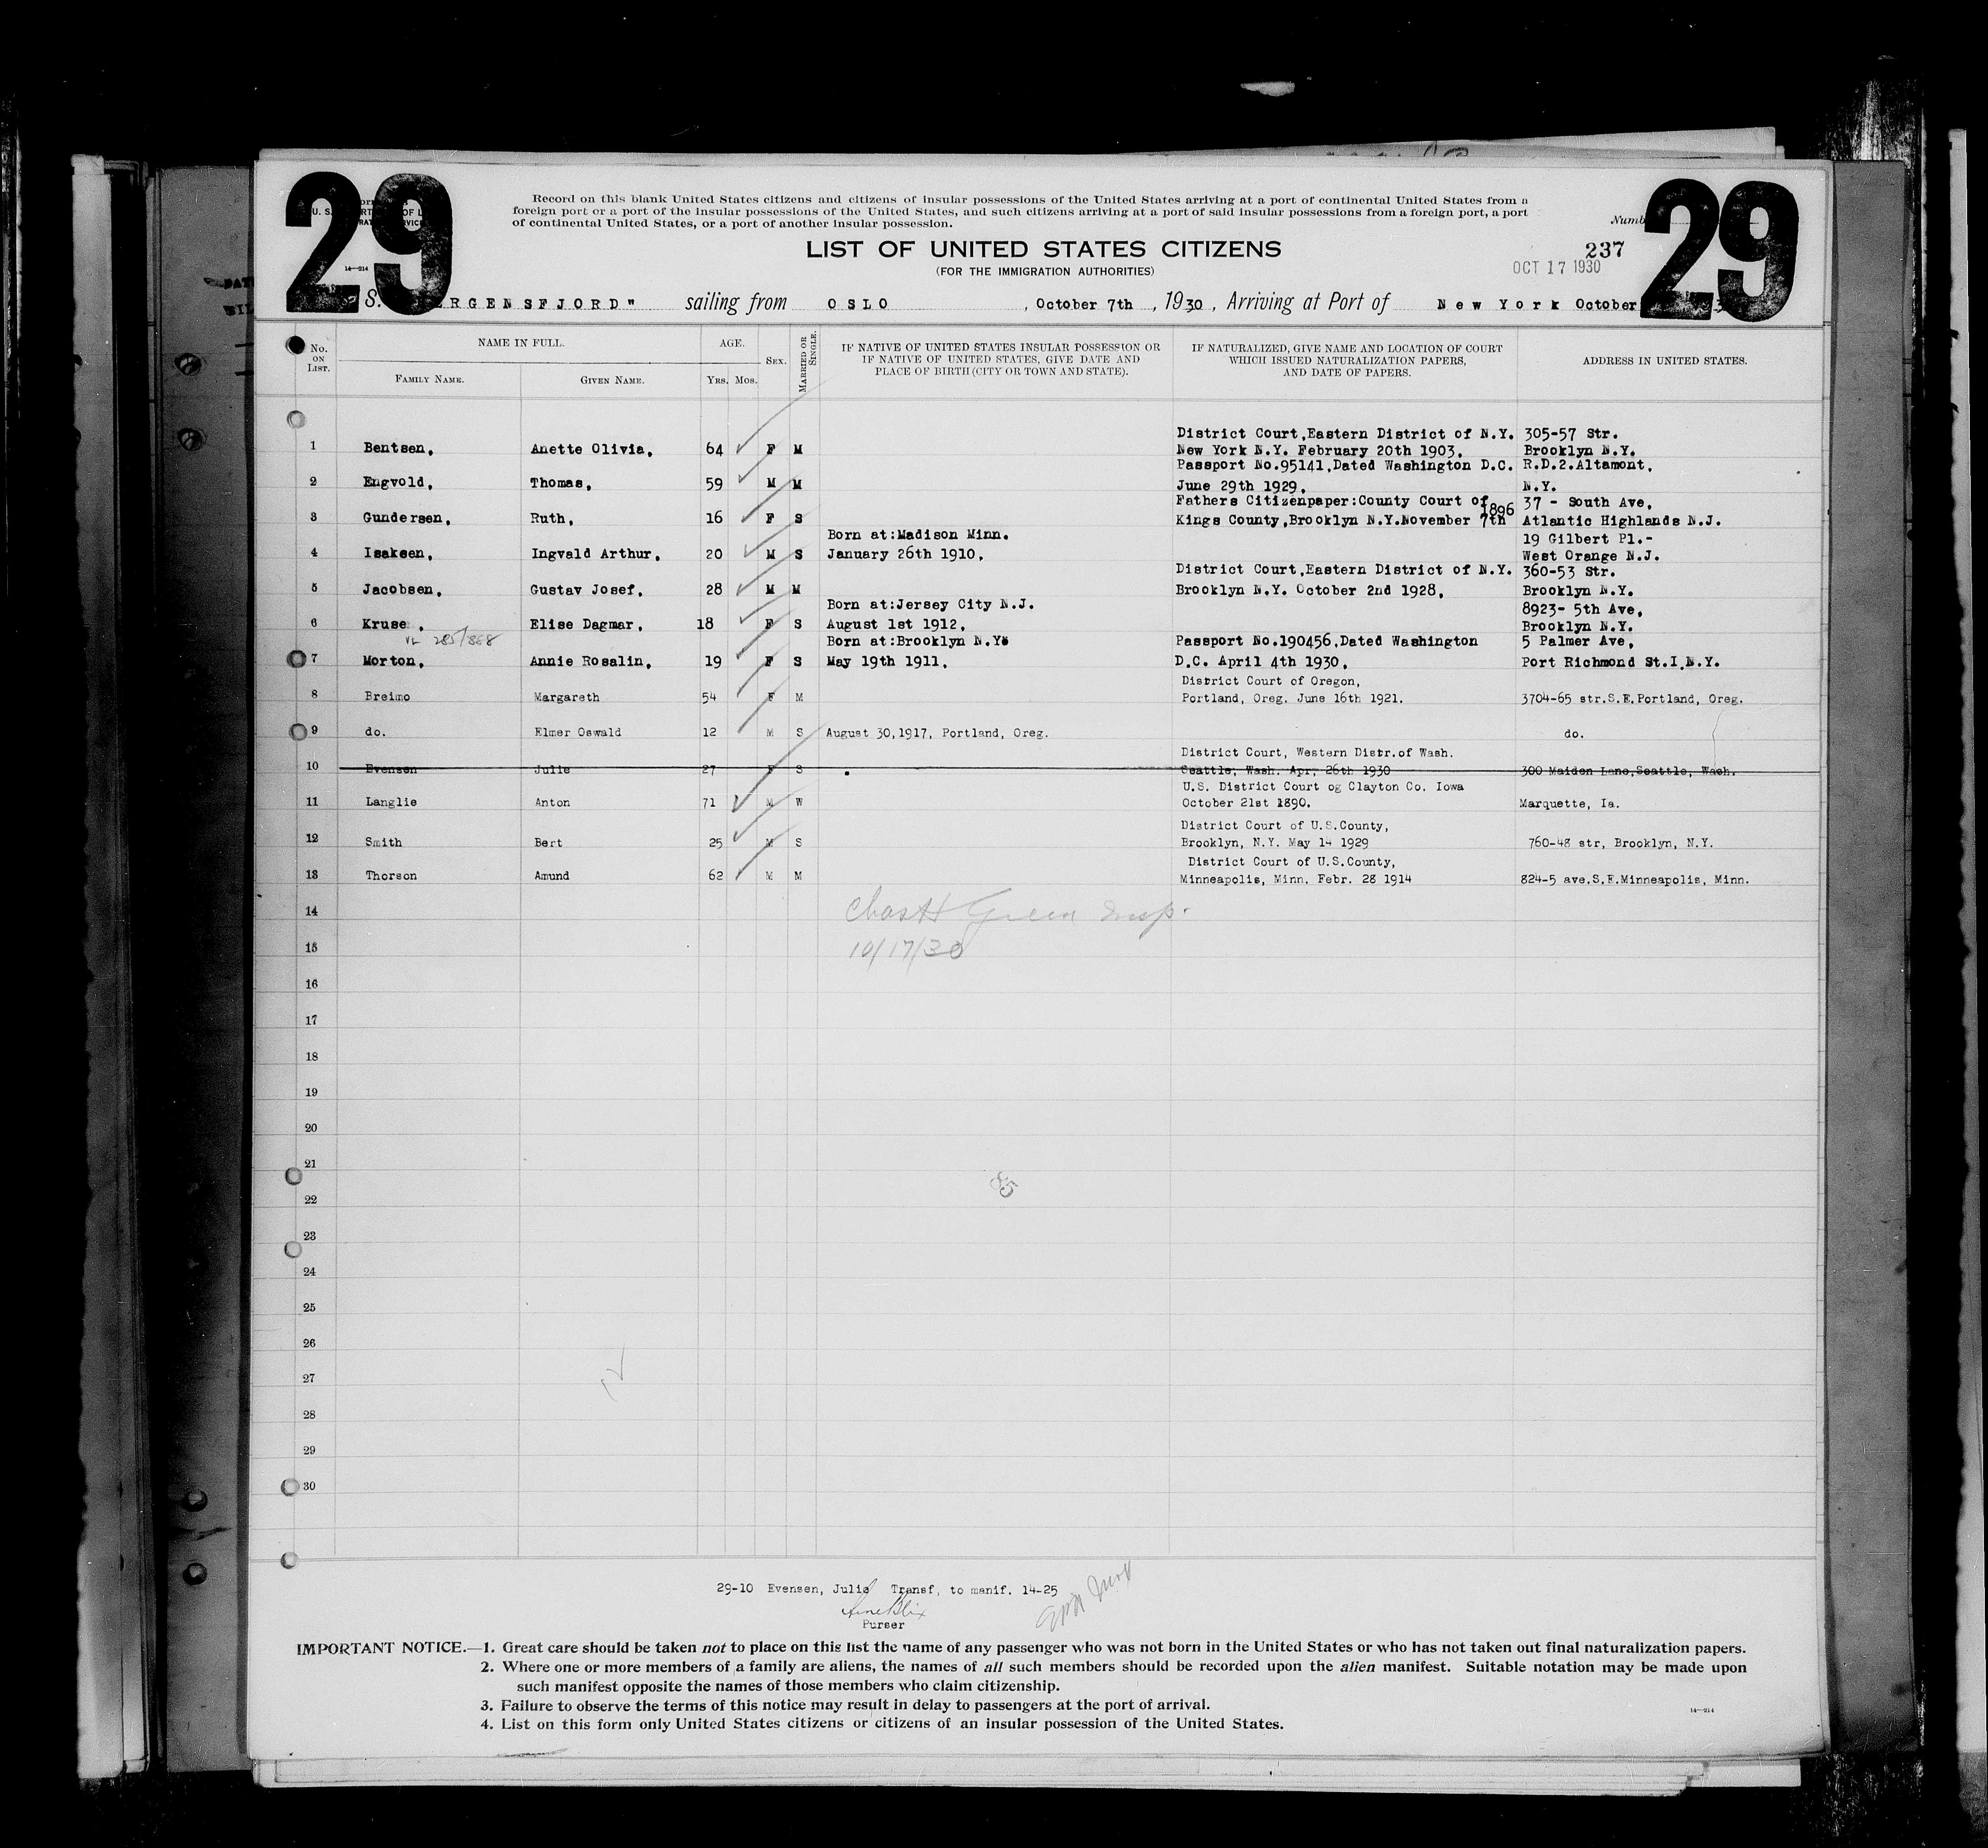 29
29
Record on this blank United States citizens and citizens of insular possessions of the United States arriving at a port of continental United States from a
foreign port or a port of the insular possessions of the United States, and such citizens arriving at a port of said insular possessions from a foreign port, a port
of continental United States, or a port of another insular possession.
LIST OF UNITED STATES CITIZENS
(FOR THE IMMIGRATION AUTHORITIES)
237
OCT 17 1930
14—214
S. ERGENSFJORD" sailing from OSLO , October 7th , 1930 , Arriving at Port of New York October
No. ON LIST.
NAME IN FULL.
FAMILY NAME.
GIVEN NAME.
AGE.
YRS. MOS.
SEX.
MARRIED OR SINGLE.
IF NATIVE OF UNITED STATES INSULAR POSSESSION OR
IF NATIVE OF UNITED STATES, GIVE DATE AND
PLACE OF BIRTH (CITY OR TOWN AND STATE).
IF NATURALIZED, GIVE NAME AND LOCATION OF COURT
WHICH ISSUED NATURALIZATION PAPERS,
AND DATE OF PAPERS.
ADDRESS IN UNITED STATES.
District Court,Eastern District of N.Y. 305-57 Str.
1 Bentsen, Anette Olivia, 64 F M New York N.Y. February 20th 1903, Brooklyn N.Y.
Passport No.95141,Dated Washington D.C. R.D.2.Altamont,
2 Engvold, Thomas, 59 M M June 29th 1929, N.Y.
Fathers Citizenpaper:County Court of 37 - South Ave,
3 Gundersen, Ruth, 16 F S Kings County,Brooklyn N.Y.November 7th 1896 Atlantic Highlands N.J.
Born at:Madison Minn. 19 Gilbert Pl.-
4 Isaksen, Ingvald Arthur, 20 M S January 26th 1910, West Orange N.J.
District Court,Eastern District of N.Y. 360-53 Str.
5 Jacobsen, Gustav Josef, 28 M M Brooklyn N.Y. October 2nd 1928, Brooklyn N.Y.
Born at:Jersey City N.J. 8923- 5th Ave,
6 Kruse, Elise Dagmar, 18 F S August 1st 1912, Brooklyn N.Y.
Born at:Brooklyn N.Y. Passport No.190456,Dated Washington 5 Palmer Ave,
7 Morton, Annie Rosalin, 19 F S May 19th 1911, D.C. April 4th 1930, Port Richmond St.I.N.Y.
District Court of Oregon,
8 Breimo Margareth 54 F M Portland, Oreg. June 16th 1921. 3704-65 str.S.E.Portland, Oreg.
9 do. Elmer Oswald 12 M S August 30,1917, Portland, Oreg. do.
District Court, Western Distr.of Wash.
10 Evensen Julie 27 F S Seattle, Wash. Apr, 26th 1930 300 Maiden Lane,Seattle, Wash.
U.S. District Court og Clayton Co. Iowa
11 Langlie Anton 71 M W October 21st 1890. Marquette, Ia.
District Court of U.S.County,
12 Smith Bert 25 M S Brooklyn, N.Y. May 14 1929 760-48 str, Brooklyn, N.Y.
District Court of U.S.County,
13 Thorson Amund 62 M M Minneapolis, Minn. Febr. 28 1914 824-5 ave.S.E.Minneapolis, Minn.
14 Chas H Green Insp.
15 10/17/30
16
17
18
19
20
21
22
23
24
25
26
27
28
29
30
29-10 Evensen, Julie Transf, to manif. 14-25
Purser
IMPORTANT NOTICE.—1. Great care should be taken not to place on this list the name of any passenger who was not born in the United States or who has not taken out final naturalization papers.
2. Where one or more members of a family are aliens, the names of all such members should be recorded upon the alien manifest. Suitable notation may be made upon
such manifest opposite the names of those members who claim citizenship.
3. Failure to observe the terms of this notice may result in delay to passengers at the port of arrival.
4. List on this form only United States citizens or citizens of an insular possession of the United States.
14—214